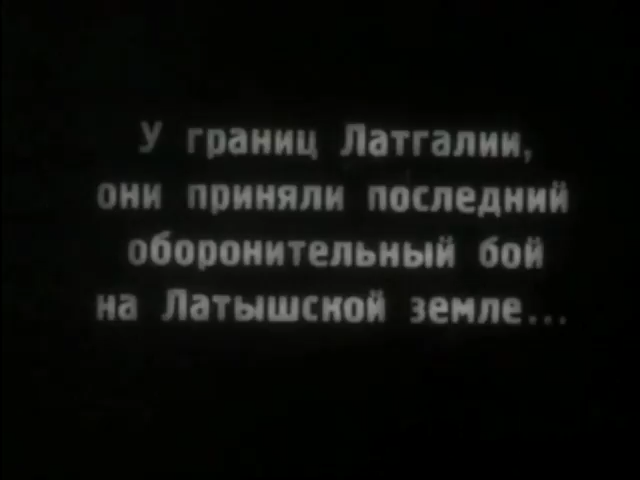 У границ Латгалии,
они приняли последний
оборонительный бой
на Латышской земле...